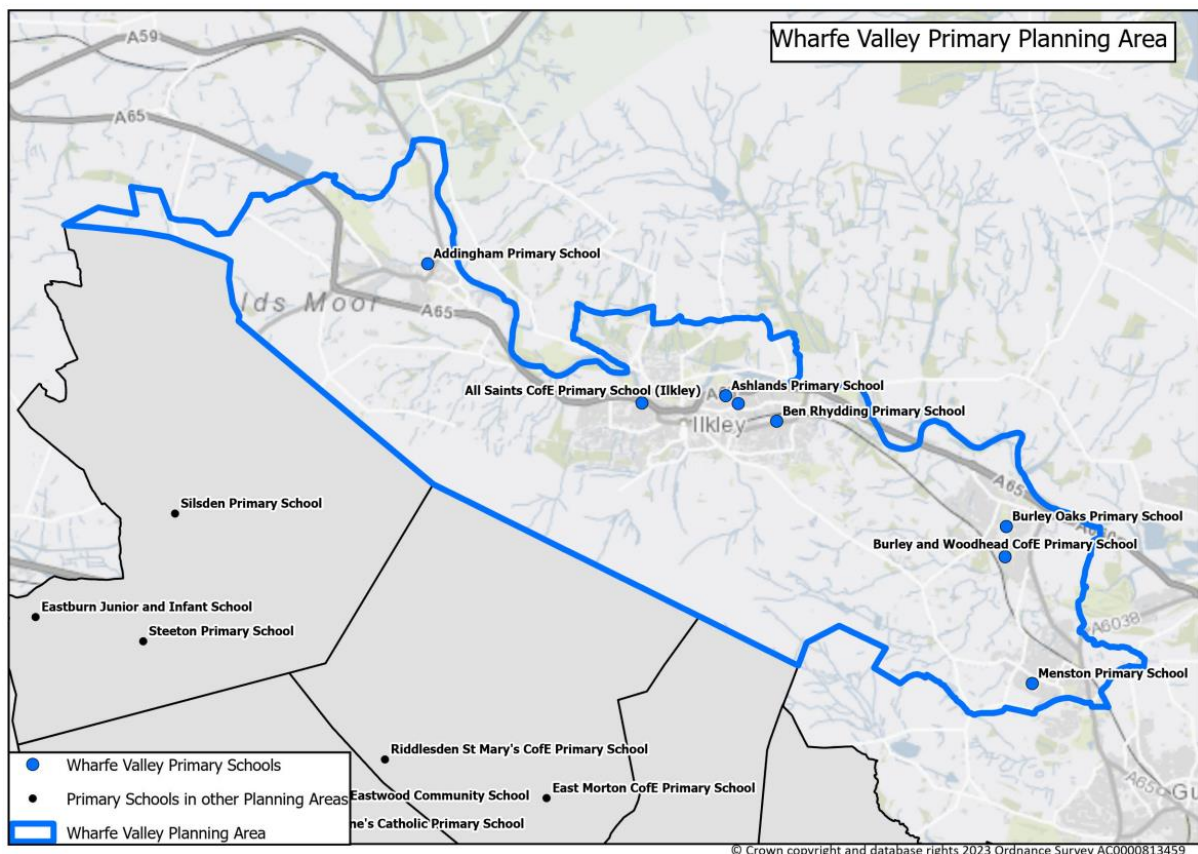 Wharfe Valley Primary Planning Area
A59
A65
Addingham Primary School
lds Moor
A65
All Saints CofE Primary School (Ilkley)
Ashlands Primary School
Ben Rhydding Primary School
Ilkley
A65
Silsden Primary School
Burley Oaks Primary School
Burley and Woodhead CofE Primary School
Eastburn Junior and Infant School
Steeton Primary School
A6038
Menston Primary School
Riddlesden St Mary's CofE Primary School
Eastwood Community School
East Morton CofE Primary School
ne's Catholic Primary School
A65
Gu
Wharfe Valley Primary Schools
Primary Schools in other Planning Areas
Wharfe Valley Planning Area
© Crown copyright and database rights 2023 Ordnance Survey AC0000813459